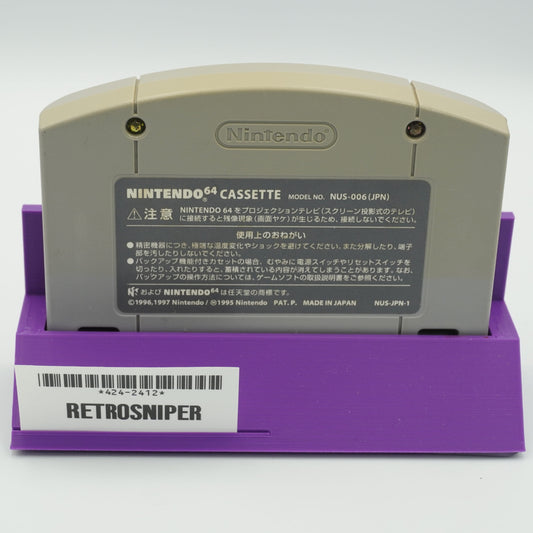 Nintendo
NINTENDO64 CASSETTE MODEL NO. NUS-006(JPN)
⚠注意 NINTENDO 64をプロジェクションテレビ(スクリーン投影式のテレビ)
に接続すると残像現象(画面ヤケ)が生じるため、接続しないでください。
使用上のおねがい
●精密機器につき、極端な温度変化やショックを避けてください。また分解したり、端子
部を汚したりしないでください。
●バックアップ機能付きカセットの場合、むやみに電源スイッチやリセットスイッチを
切ったり、入れたりすると、蓄積されている内容が消えてしまうことがあります。なお、
バックアップの操作方法については、ゲームソフトの取扱説明書をご参照ください。
および NINTENDO64 は任天堂の商標です。
©1996,1997 Nintendo/Ⓜ1995 Nintendo PAT. P. MADE IN JAPAN NUS-JPN-1
*424-2412*
RETROSNIPER